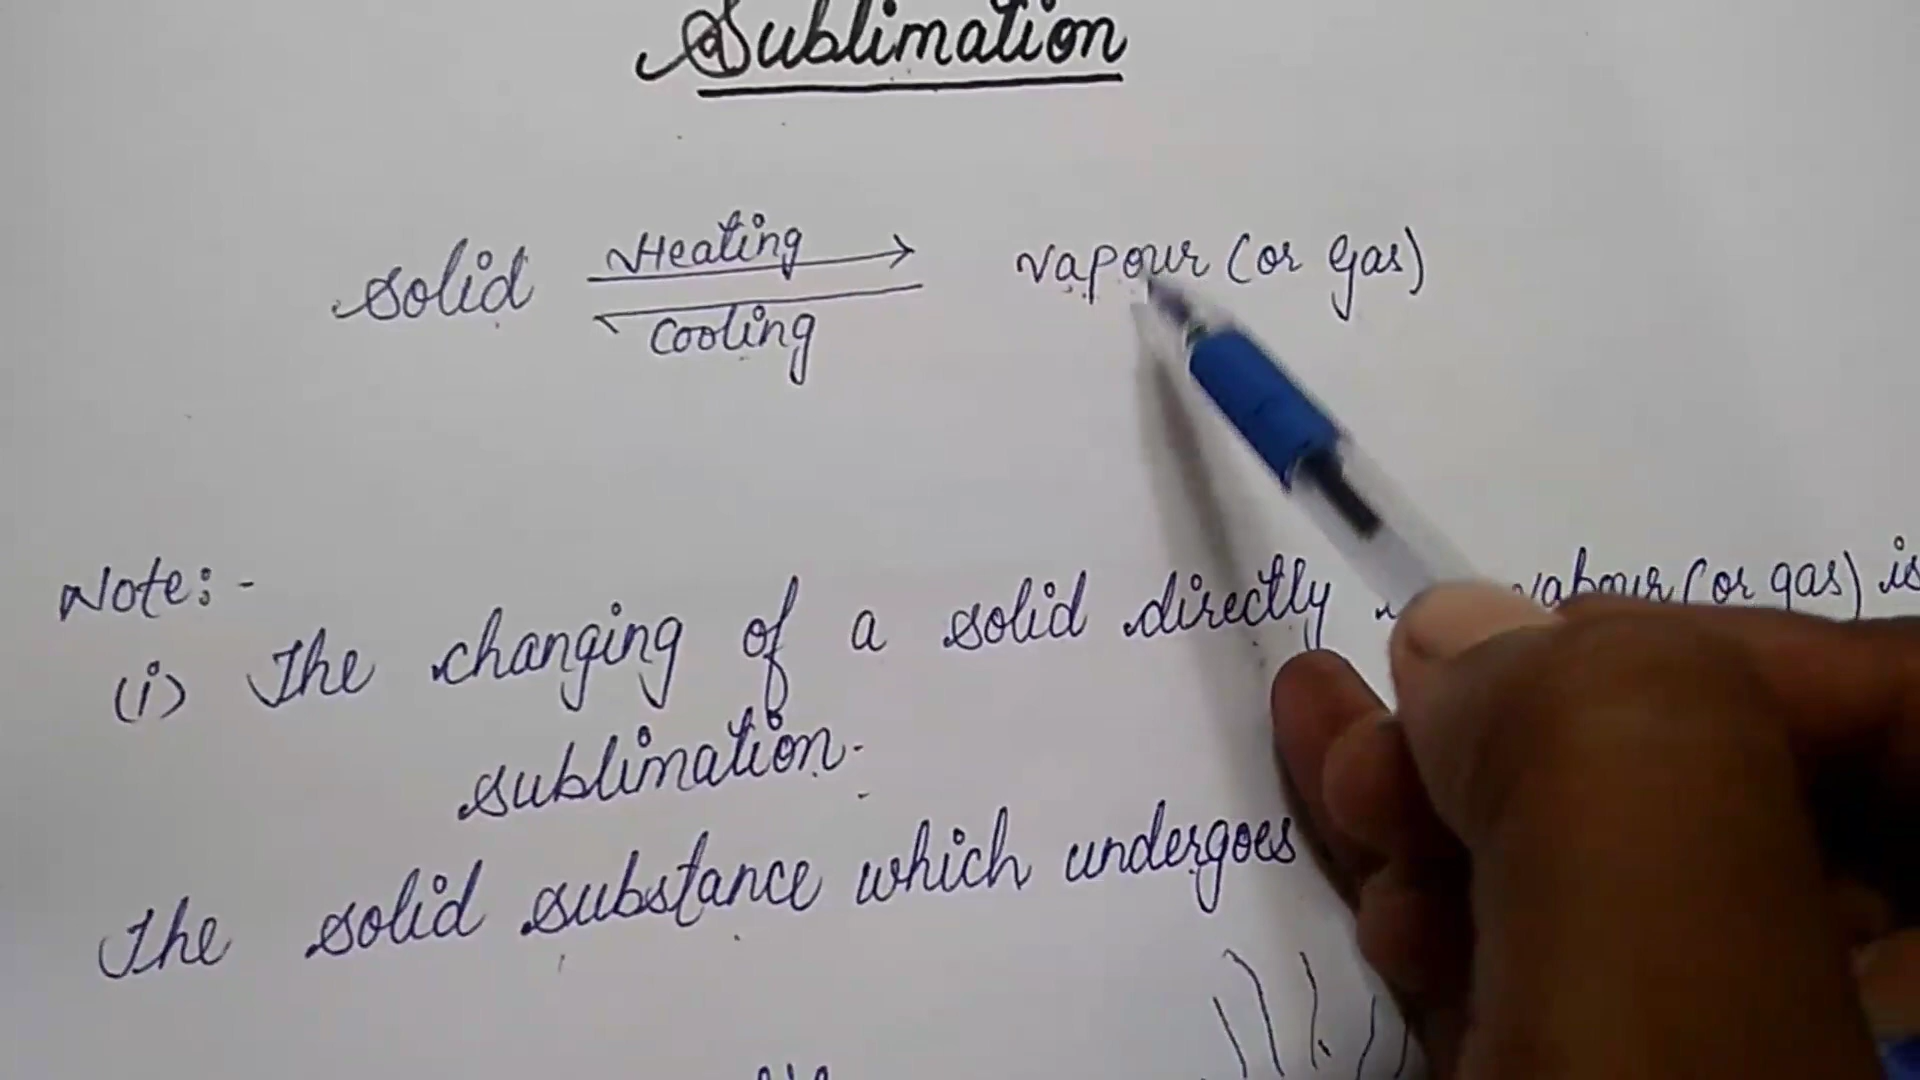 Sublimation
Solid Heating vapour (or gas)
Cooling
Note:-
(i) The changing of a solid directly vapour (or gas) is
sublimation.
The solid substance which undergoes